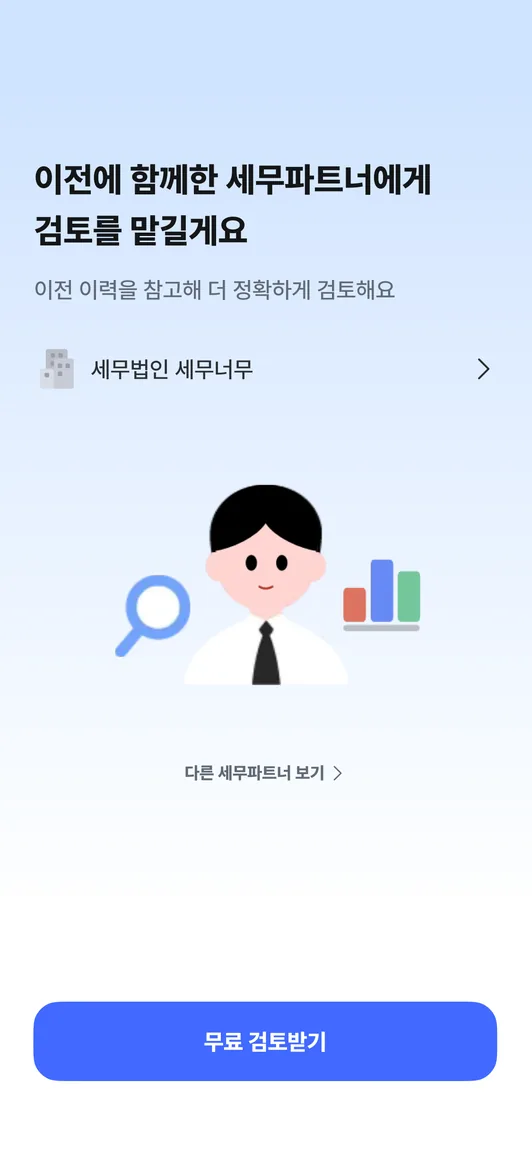 이전에 함께한 세무파트너에게
검토를 맡길게요
이전 이력을 참고해 더 정확하게 검토해요
세무법인 세무너무
다른 세무파트너 보기
무료 검토받기